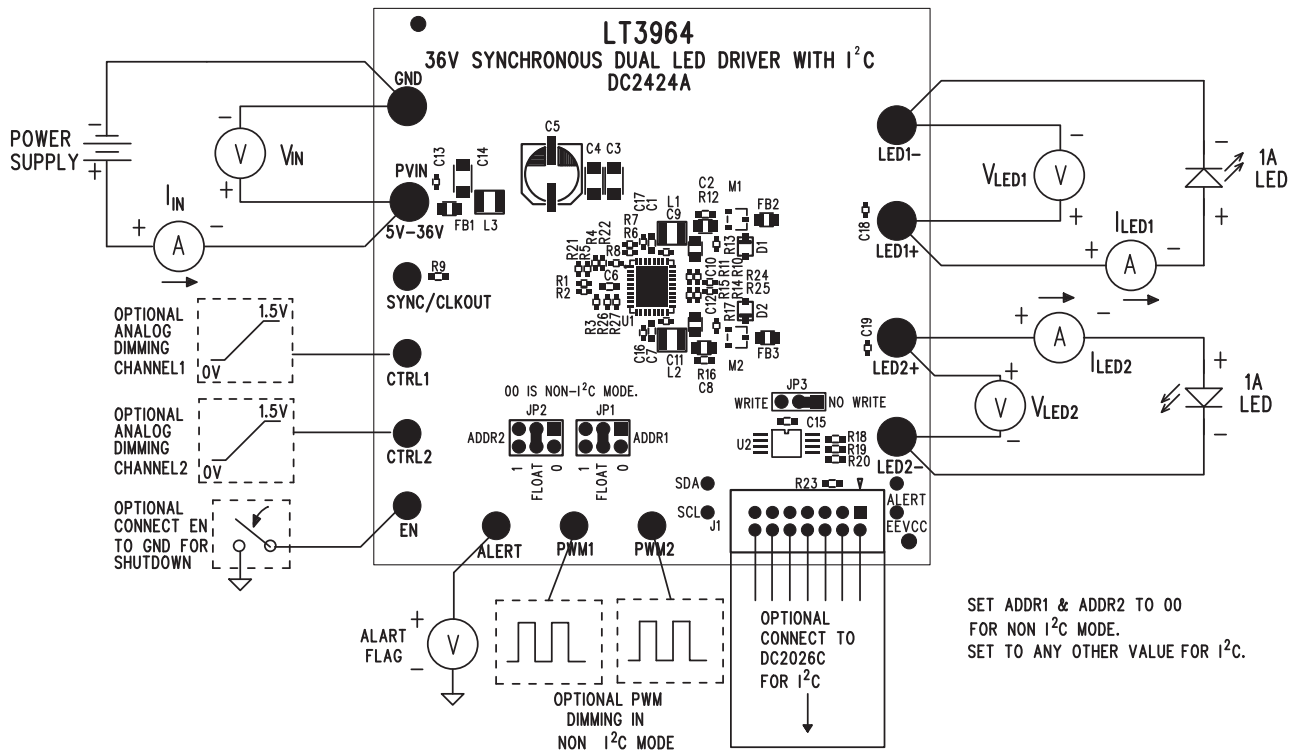 LT3964
36V SYNCHRONOUS DUAL LED DRIVER WITH I²C
DC2424A
GND
POWER
SUPPLY
-
+
-
V
+
VIN
PVIN
5V-36V
IIN
+
A
-
C13
C14
FB1
L3
C5
C4
C3
SYNC/CLKOUT
R9
R21
R5
R4
R22
R7
R6
C17
C1
L1
C9
C2
R12
M1
FB2
R8
R13
D1
R1
R2
C6
C10
R15
R11
R14
R10
R24
R25
R3
R26
R27
U1
C12
R17
D2
C16
C7
C11
L2
R16
C8
M2
FB3
LED1-
LED1+
C18
-
V
+
VLED1
-
+
1A
LED
ILED1
+
A
-
C19
LED2+
LED2-
+
A
-
ILED2
+
V
-
VLED2
+
-
1A
LED
OPTIONAL
ANALOG
DIMMING
CHANNEL1
1.5V
0V
CTRL1
OPTIONAL
ANALOG
DIMMING
CHANNEL2
1.5V
0V
CTRL2
OPTIONAL
CONNECT EN
TO GND FOR
SHUTDOWN
EN
00 IS NON-I²C MODE.
JP2
JP1
ADDR2
ADDR1
1
FLOAT
0
1
FLOAT
0
JP3
WRITE
NO WRITE
C15
U2
R18
R19
R20
R23
SDA
SCL
J1
ALERT
EEVCC
ALERT
PWM1
PWM2
ALART
FLAG
+
V
-
OPTIONAL PWM
DIMMING IN
NON I²C MODE
OPTIONAL
CONNECT TO
DC2026C
FOR I²C
SET ADDR1 & ADDR2 TO 00
FOR NON I²C MODE.
SET TO ANY OTHER VALUE FOR I²C.